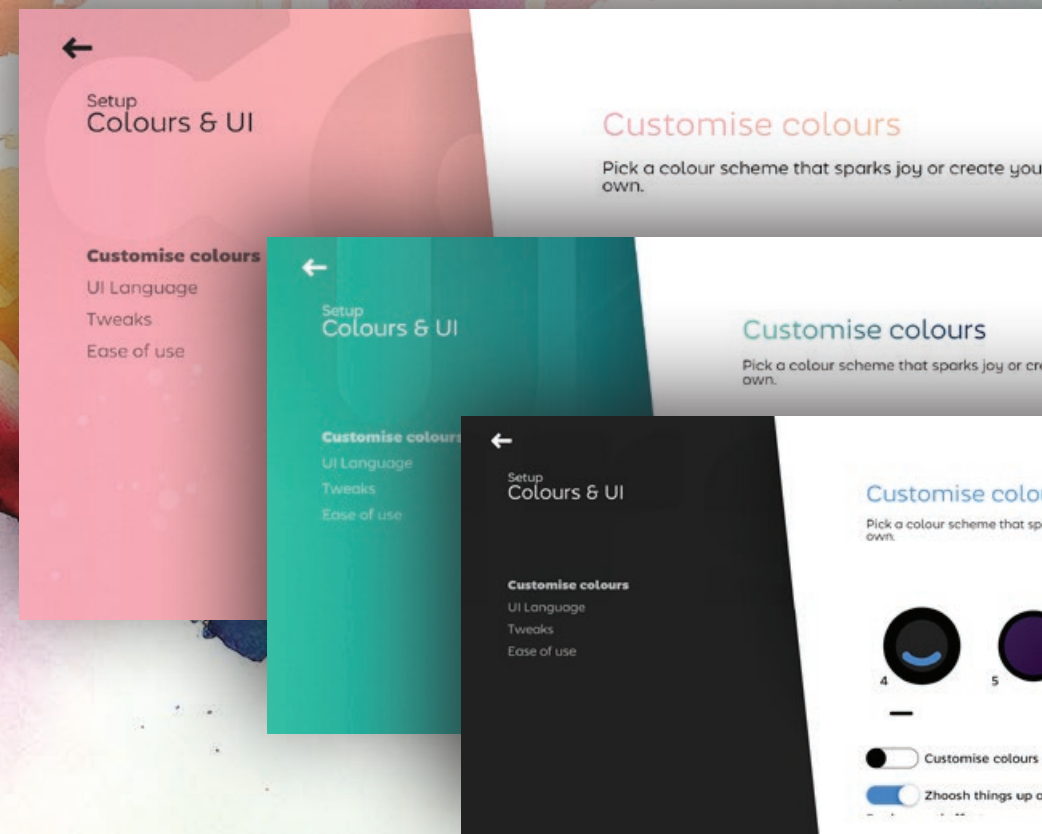 Setup
Colours & UI
Customise colours
Pick a colour scheme that sparks joy or create you
own.
Customise colours
UI Language
Tweaks
Ease of use
Setup
Colours & UI
Customise colours
Pick a colour scheme that sparks joy or cre
own.
Customise colours
UI Language
Tweaks
Ease of use
Setup
Colours & UI
Customise colou
Pick a colour scheme that sp
own.
Customise colours
UI Language
Tweaks
Ease of use
4
5
Customise colours
Zhoosh things up